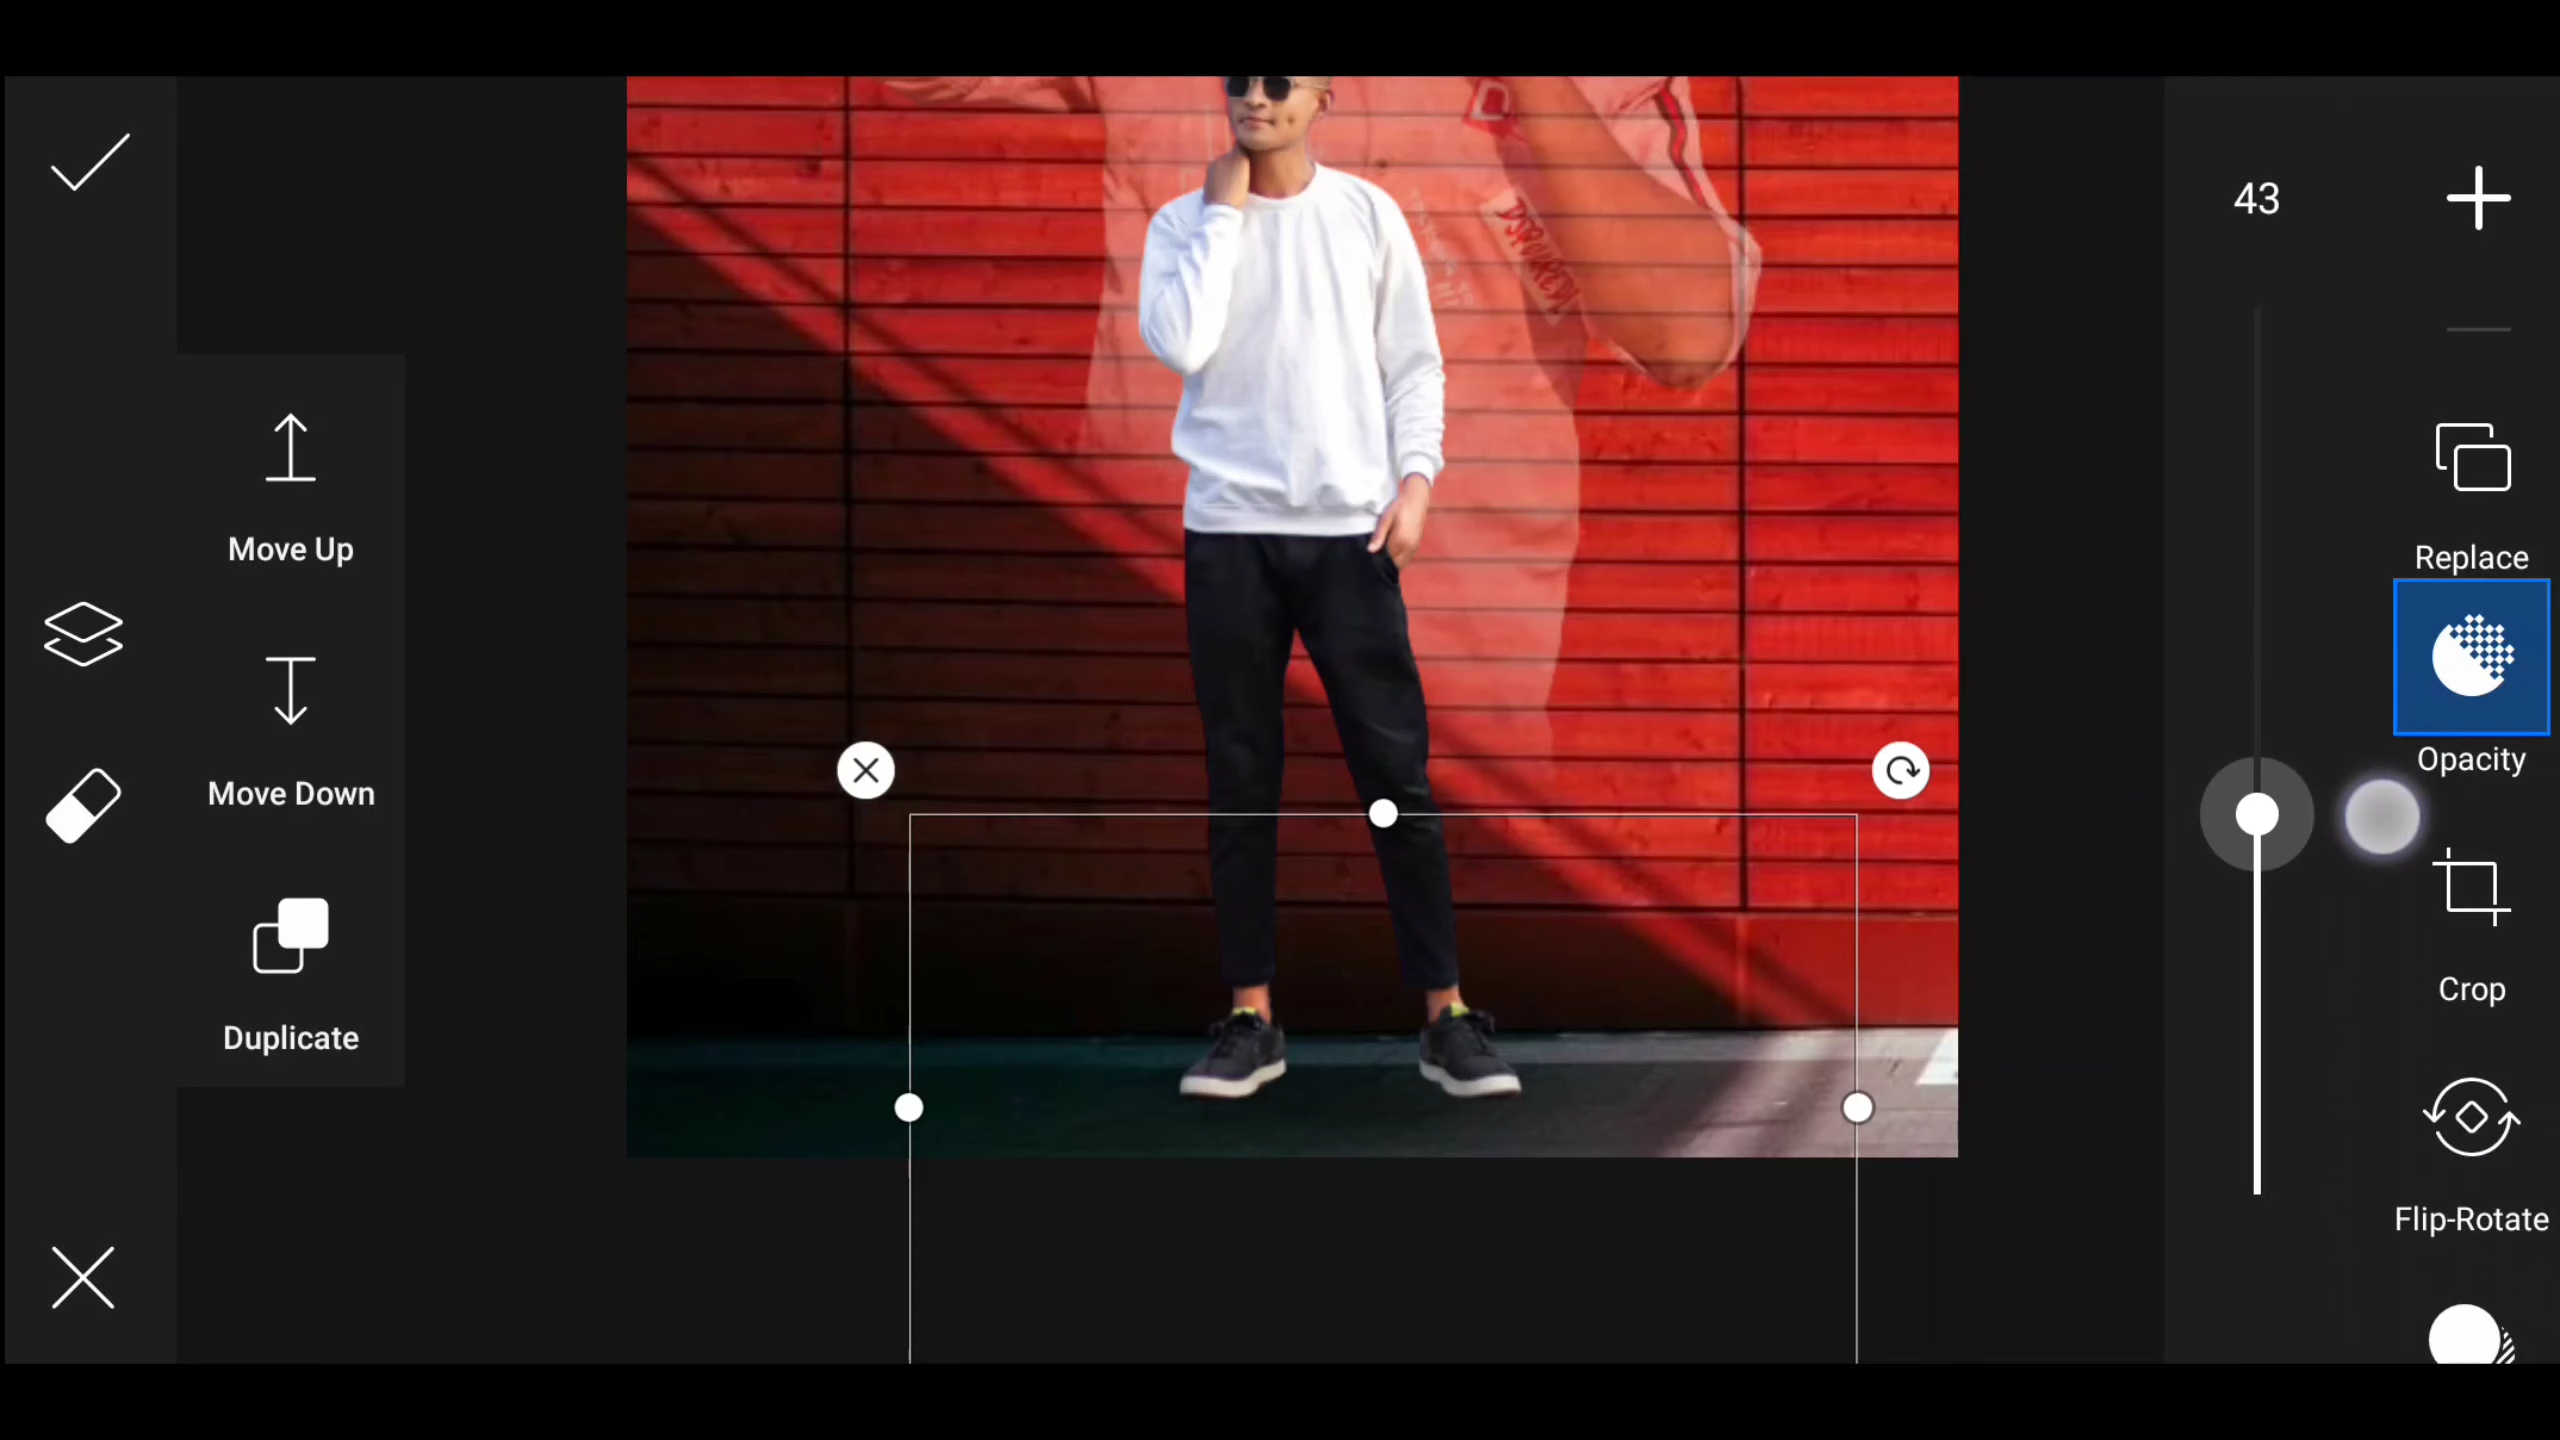 43
Move Up
Replace
Opacity
Move Down
Crop
Duplicate
Flip-Rotate